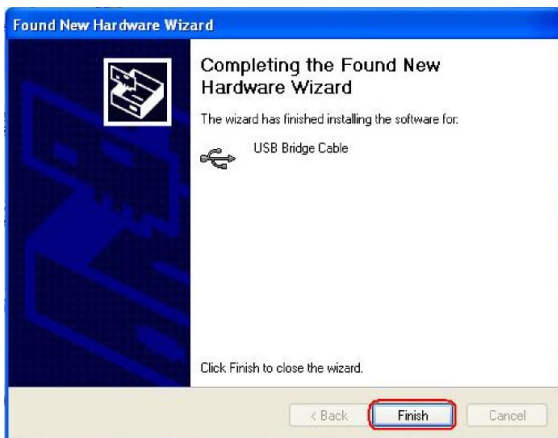 Found New Hardware Wizard
Completing the Found New
Hardware Wizard
The wizard has finished installing the software for:
USB Bridge Cable
Click Finish to close the wizard.
< Back
Finish
Cancel